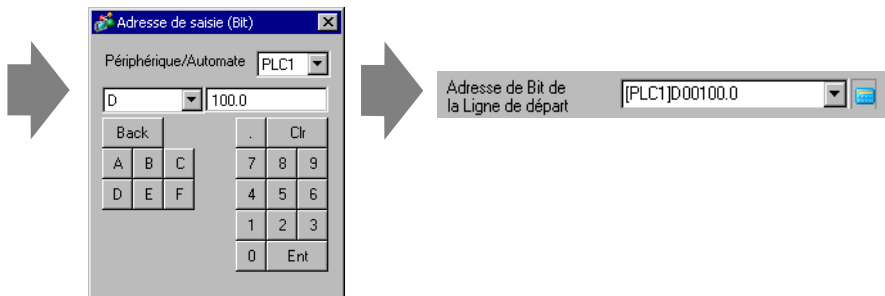 Adresse de saisie (Bit)
Périphérique/Automate PLC1
D 100.0
Back . Clr
A B C 7 8 9
D E F 4 5 6
1 2 3
0 Ent
Adresse de Bit de
la Ligne de départ
[PLC1]D00100.0